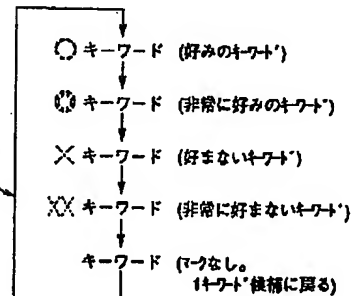 ○ キーワード (好みのキーワード)
◎ キーワード (非常に好みのキーワード)
× キーワード (好まないキーワード)
×× キーワード (非常に好まないキーワード)
キーワード (マークなし。
1キーワード候補に戻る)